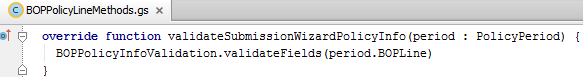 BOPPolicyLineMethods.gs ×
override function validateSubmissionWizardPolicyInfo(period : PolicyPeriod) {
BOPPolicyInfoValidation.validateFields(period.BOPLine)
}